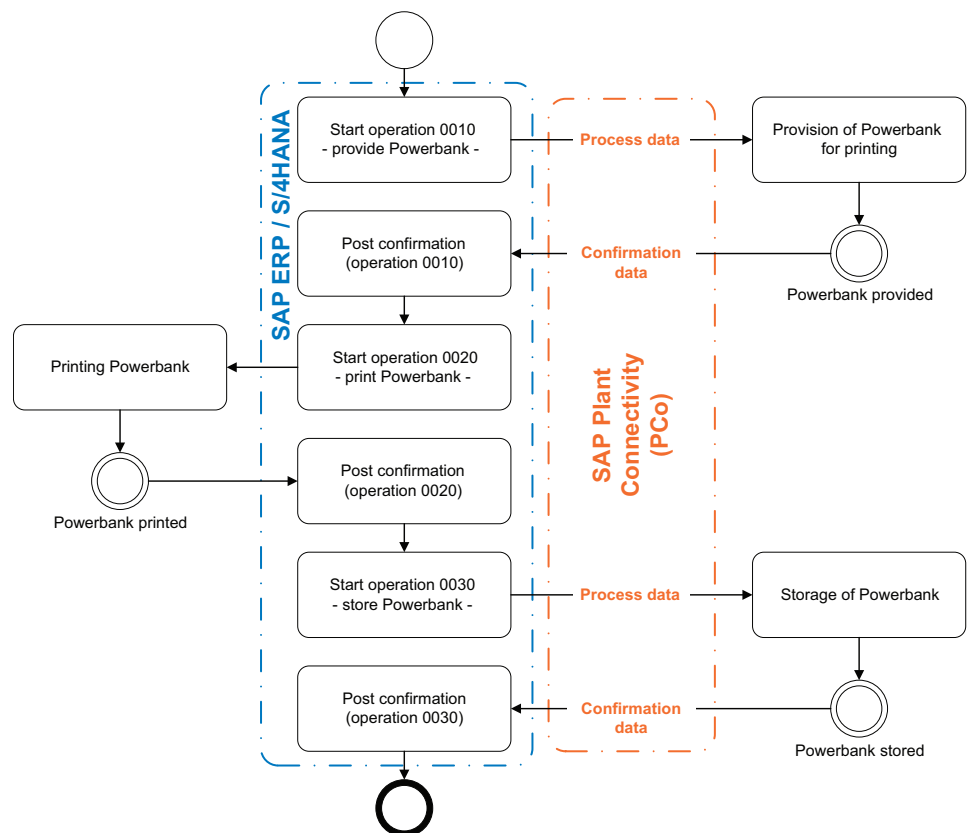 Start operation 0010
- provide Powerbank -
Process data
Provision of Powerbank
for printing
SAP ERP / S/4HANA
Post confirmation
(operation 0010)
Confirmation
data
Powerbank provided
Printing Powerbank
Start operation 0020
- print Powerbank -
SAP Plant
Connectivity
(PCo)
Post confirmation
(operation 0020)
Powerbank printed
Start operation 0030
- store Powerbank -
Process data
Storage of Powerbank
Post confirmation
(operation 0030)
Confirmation
data
Powerbank stored